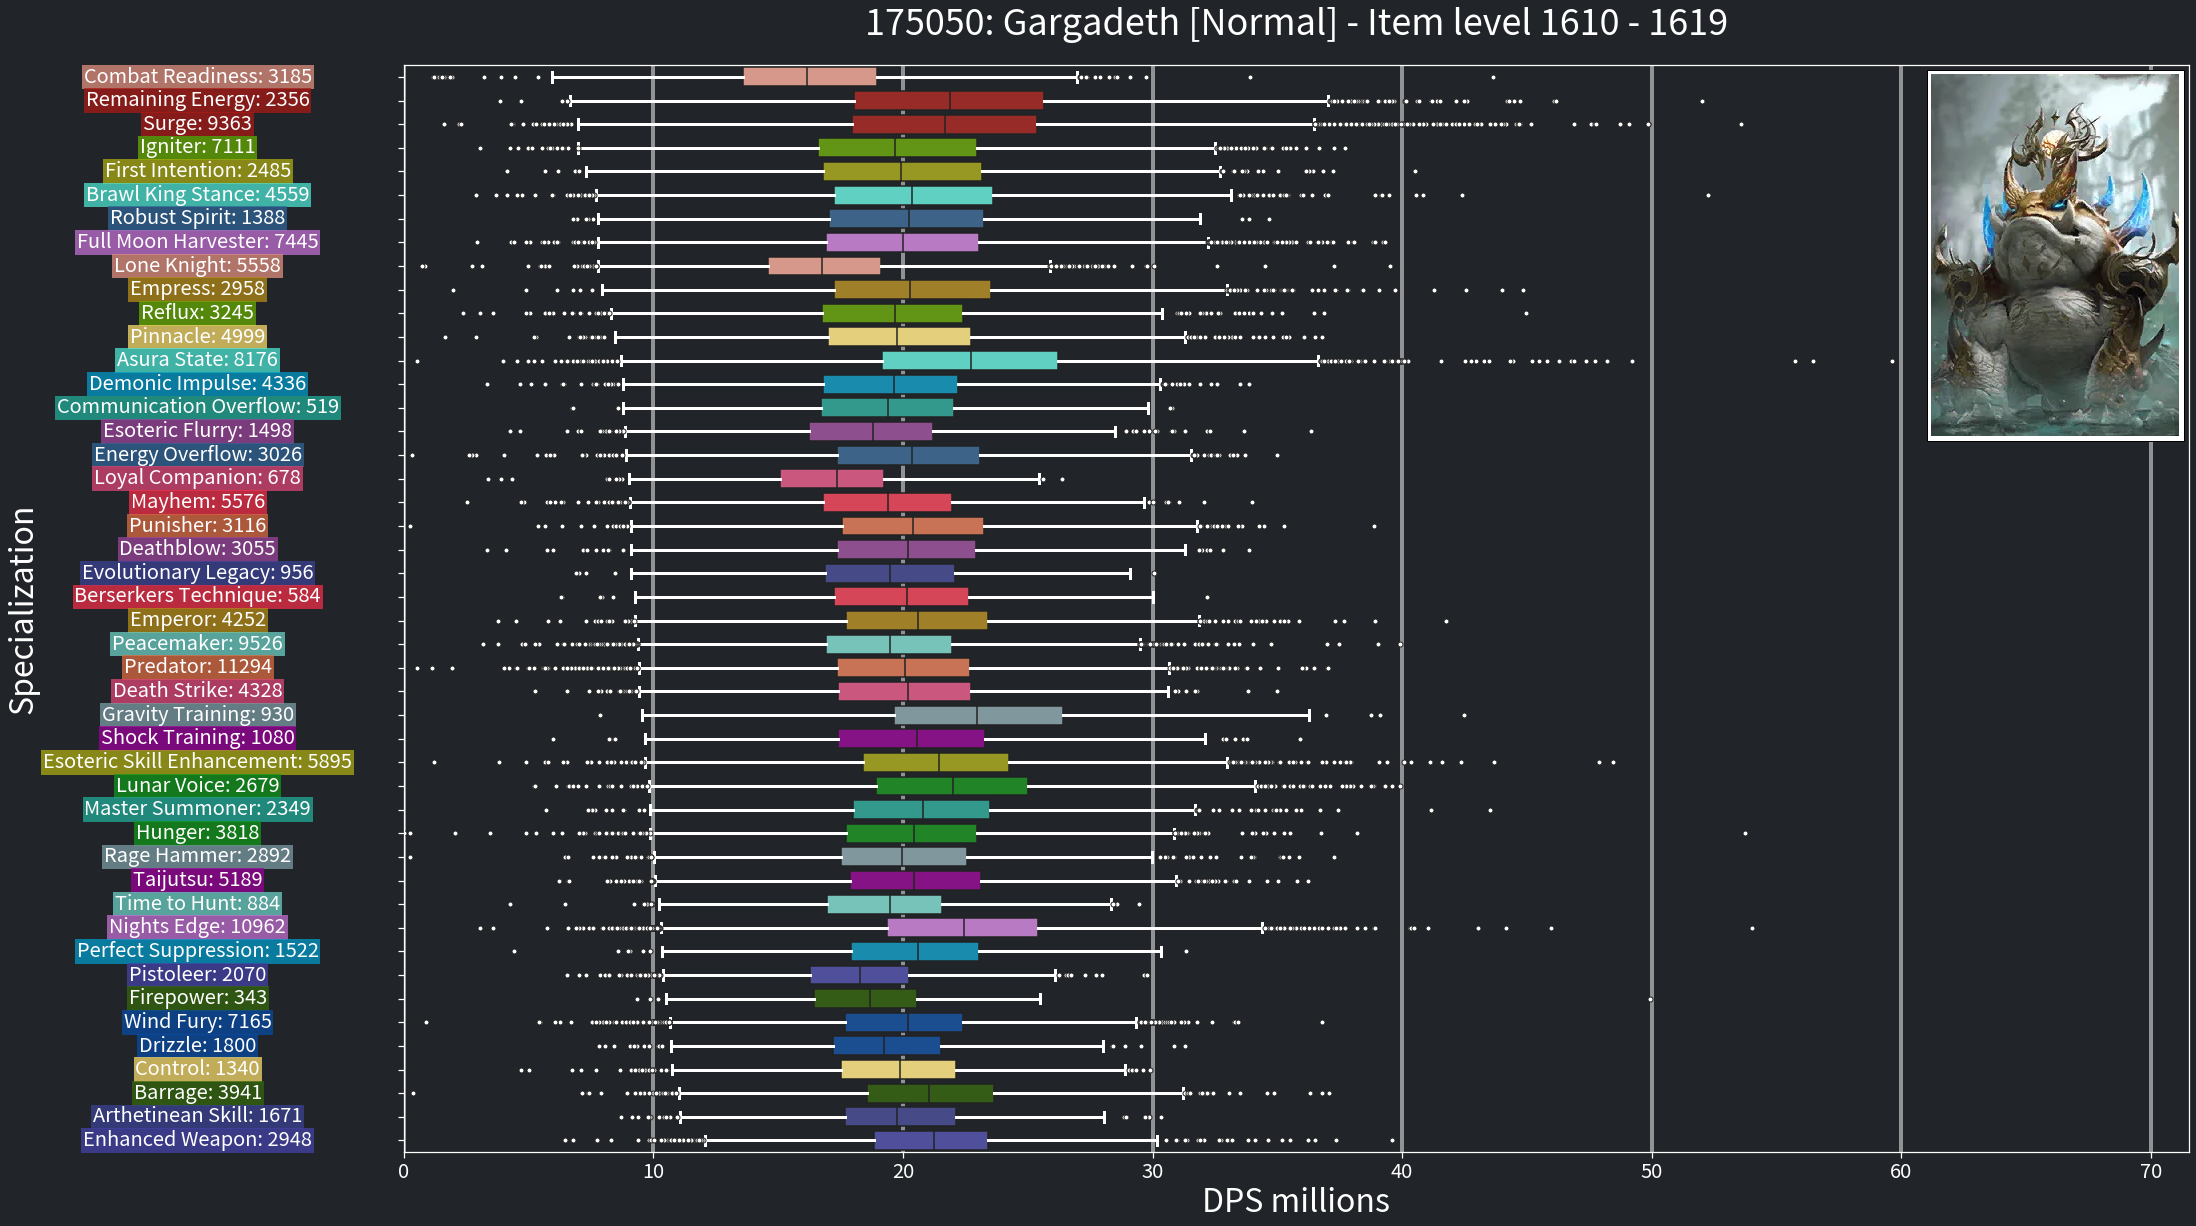 175050: Gargadeth [Normal] - Item level 1610 - 1619
Combat Readiness: 3185
Remaining Energy: 2356
Surge: 9363
Igniter: 7111
First Intention: 2485
Brawl King Stance: 4559
Robust Spirit: 1388
Full Moon Harvester: 7445
Lone Knight: 5558
Empress: 2958
Reflux: 3245
Pinnacle: 4999
Asura State: 8176
Demonic Impulse: 4336
Communication Overflow: 519
Esoteric Flurry: 1498
Energy Overflow: 3026
Loyal Companion: 678
Mayhem: 5576
Punisher: 3116
Deathblow: 3055
Evolutionary Legacy: 956
Berserkers Technique: 584
Emperor: 4252
Peacemaker: 9526
Predator: 11294
Death Strike: 4328
Gravity Training: 930
Shock Training: 1080
Esoteric Skill Enhancement: 5895
Lunar Voice: 2679
Master Summoner: 2349
Hunger: 3818
Rage Hammer: 2892
Taijutsu: 5189
Time to Hunt: 884
Nights Edge: 10962
Perfect Suppression: 1522
Pistoleer: 2070
Firepower: 343
Wind Fury: 7165
Drizzle: 1800
Control: 1340
Barrage: 3941
Arthetinean Skill: 1671
Enhanced Weapon: 2948
Specialization
0 10 20 30 40 50 60 70
DPS millions